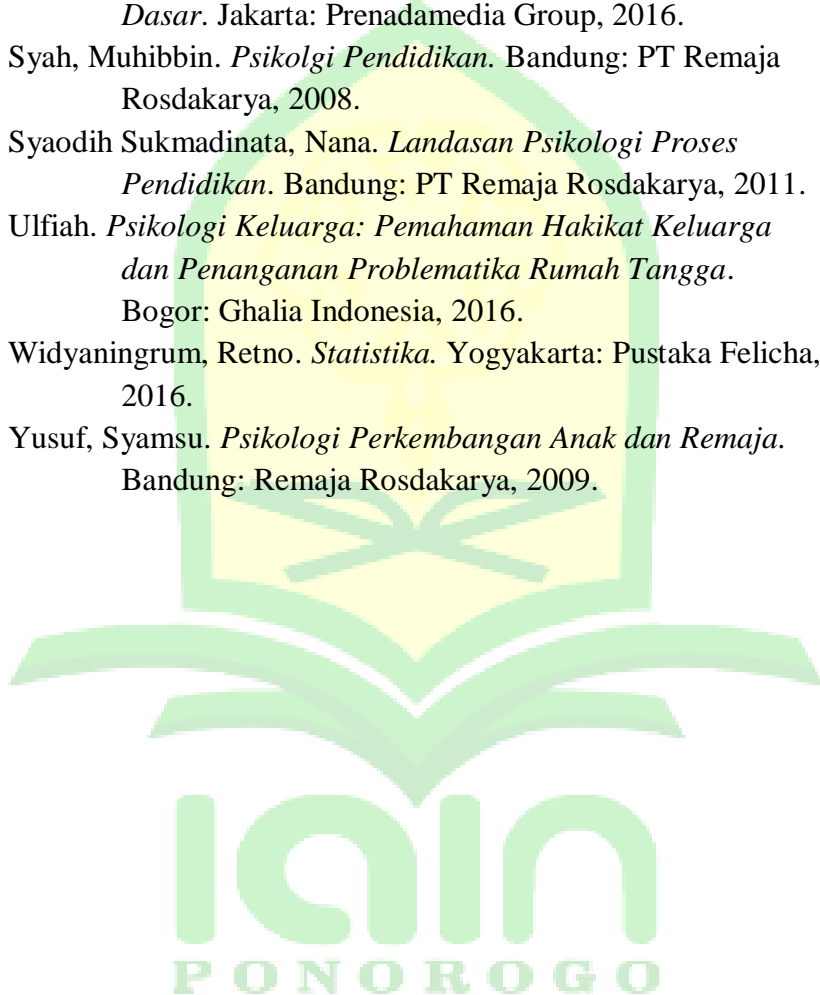 Dasar. Jakarta: Prenadamedia Group, 2016.
Syah, Muhibbin. Psikolgi Pendidikan. Bandung: PT Remaja
Rosdakarya, 2008.
Syaodih Sukmadinata, Nana. Landasan Psikologi Proses
Pendidikan. Bandung: PT Remaja Rosdakarya, 2011.
Ulfiah. Psikologi Keluarga: Pemahaman Hakikat Keluarga
dan Penanganan Problematika Rumah Tangga.
Bogor: Ghalia Indonesia, 2016.
Widyaningrum, Retno. Statistika. Yogyakarta: Pustaka Felicha,
2016.
Yusuf, Syamsu. Psikologi Perkembangan Anak dan Remaja.
Bandung: Remaja Rosdakarya, 2009.
IAIN
PONOROGO